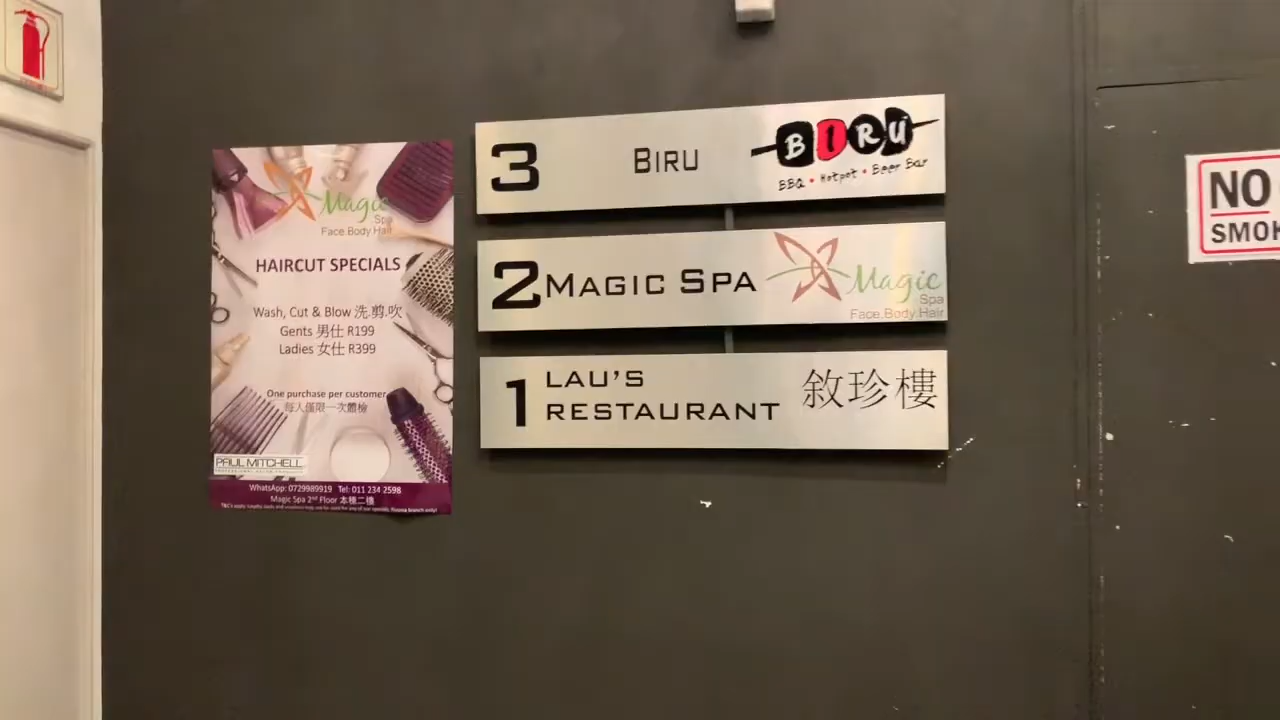 Magic
Spa
Face.Body.Hair
HAIRCUT SPECIALS
Wash, Cut & Blow 洗.剪.吹
Gents 男仕 R199
Ladies 女仕 R399
One purchase per customer
每人僅限一次體檢
PAUL MITCHELL
WhatsApp: 0729989919 Tel: 011 234 2598
Magic Spa 2nd Floor 本樓二樓
3 BIRU BIRU
BBQ • Hotpot • Beer Bar
2 MAGIC SPA Magic
Spa
Face.Body.Hair
1 LAU'S
RESTAURANT 敘珍樓
NO
SMOK